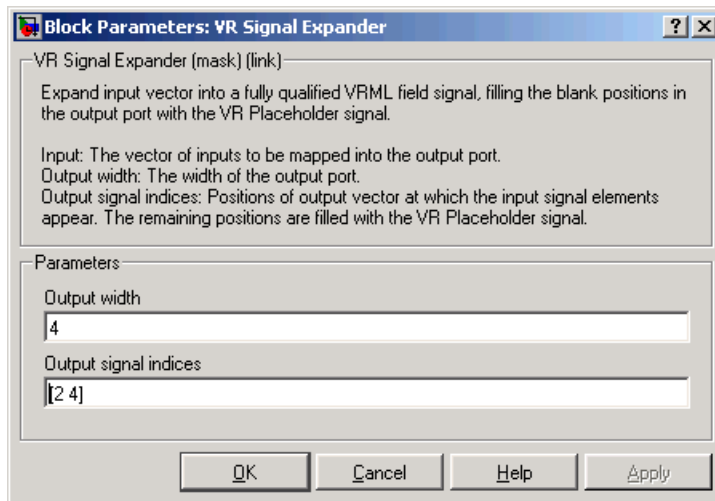 Block Parameters: VR Signal Expander
VR Signal Expander (mask) (link)
Expand input vector into a fully qualified VRML field signal, filling the blank positions in
the output port with the VR Placeholder signal.
Input: The vector of inputs to be mapped into the output port.
Output width: The width of the output port.
Output signal indices: Positions of output vector at which the input signal elements
appear. The remaining positions are filled with the VR Placeholder signal.
Parameters
Output width
4
Output signal indices
[2 4]
OK Cancel Help Apply